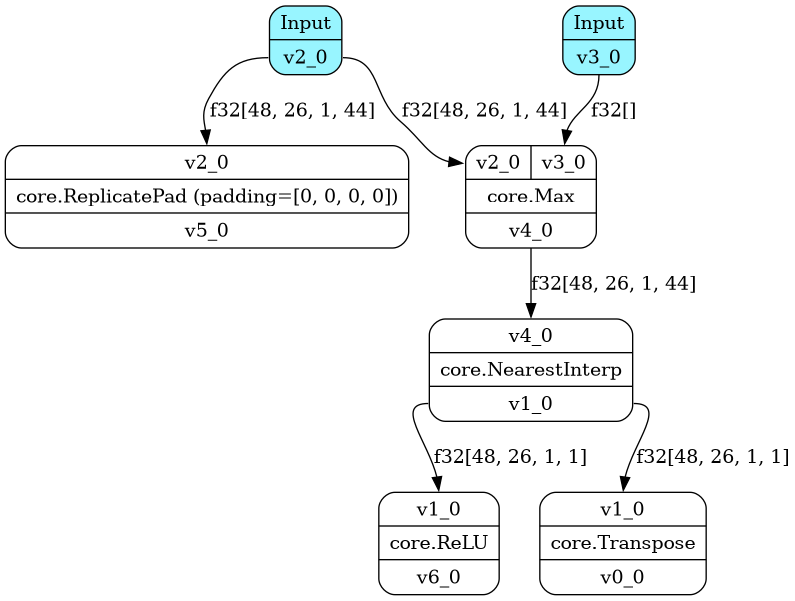 Input
v2_0
Input
v3_0
f32[48, 26, 1, 44]
f32[48, 26, 1, 44]
f32[]
v2_0
core.ReplicatePad (padding=[0, 0, 0, 0])
v5_0
v2_0 v3_0
core.Max
v4_0
f32[48, 26, 1, 44]
v4_0
core.NearestInterp
v1_0
f32[48, 26, 1, 1]
f32[48, 26, 1, 1]
v1_0
core.ReLU
v6_0
v1_0
core.Transpose
v0_0